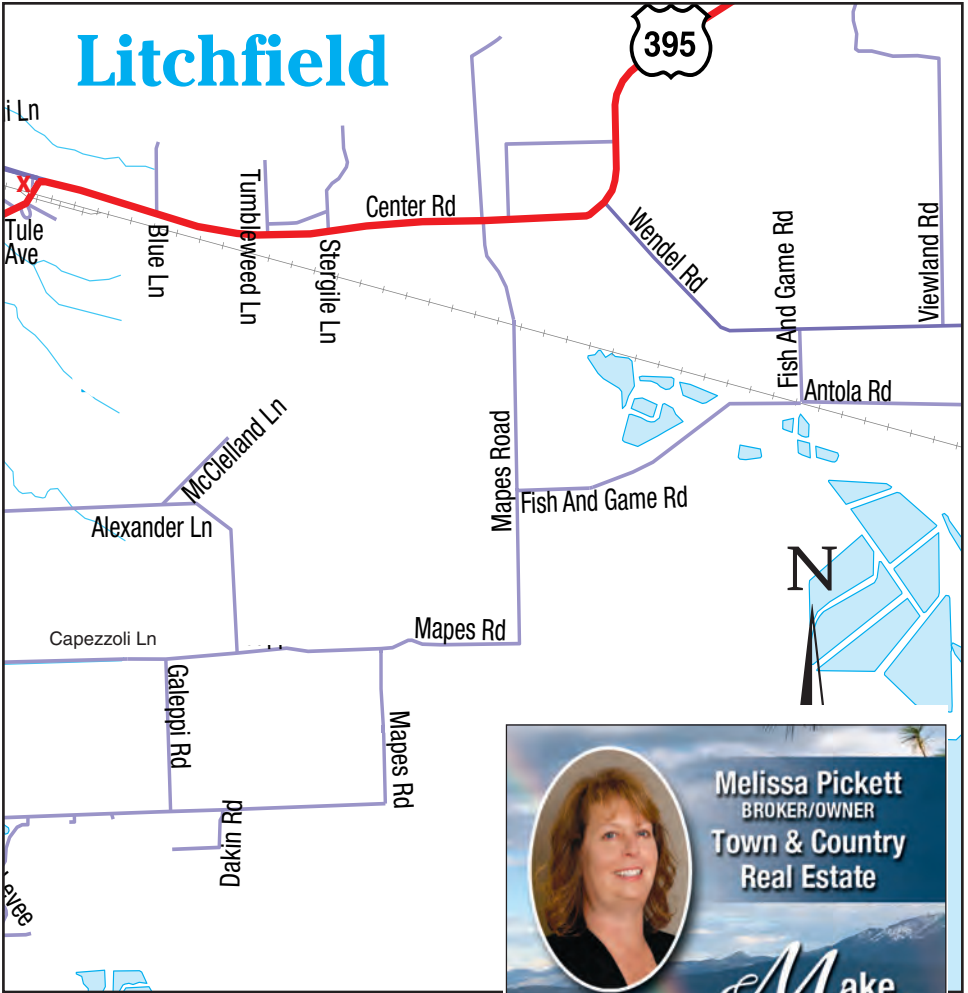 Litchfield
395
i Ln
X
Tule
Ave
Blue Ln
Tumbleweed Ln
Stergile Ln
Center Rd
Wendel Rd
Fish And Game Rd
Viewland Rd
Antola Rd
McClelland Ln
Mapes Road
Fish And Game Rd
Alexander Ln
N
Capezzoli Ln
Mapes Rd
Galeppi Rd
Mapes Rd
Dakin Rd
Levee
Melissa Pickett
BROKER/OWNER
Town & Country
Real Estate
Make